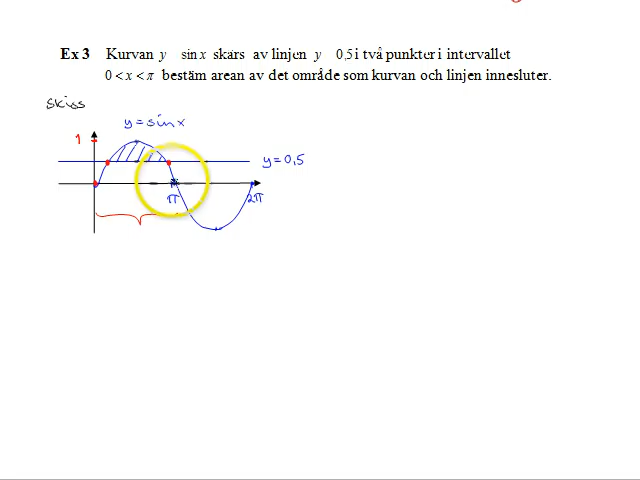 Ex 3 Kurvan y sin x skärs av linjen y 0,5 i två punkter i intervallet
0 < x < π bestäm arean av det område som kurvan och linjen innesluter.
Skiss
y = sin x
1
y = 0,5
π
2π